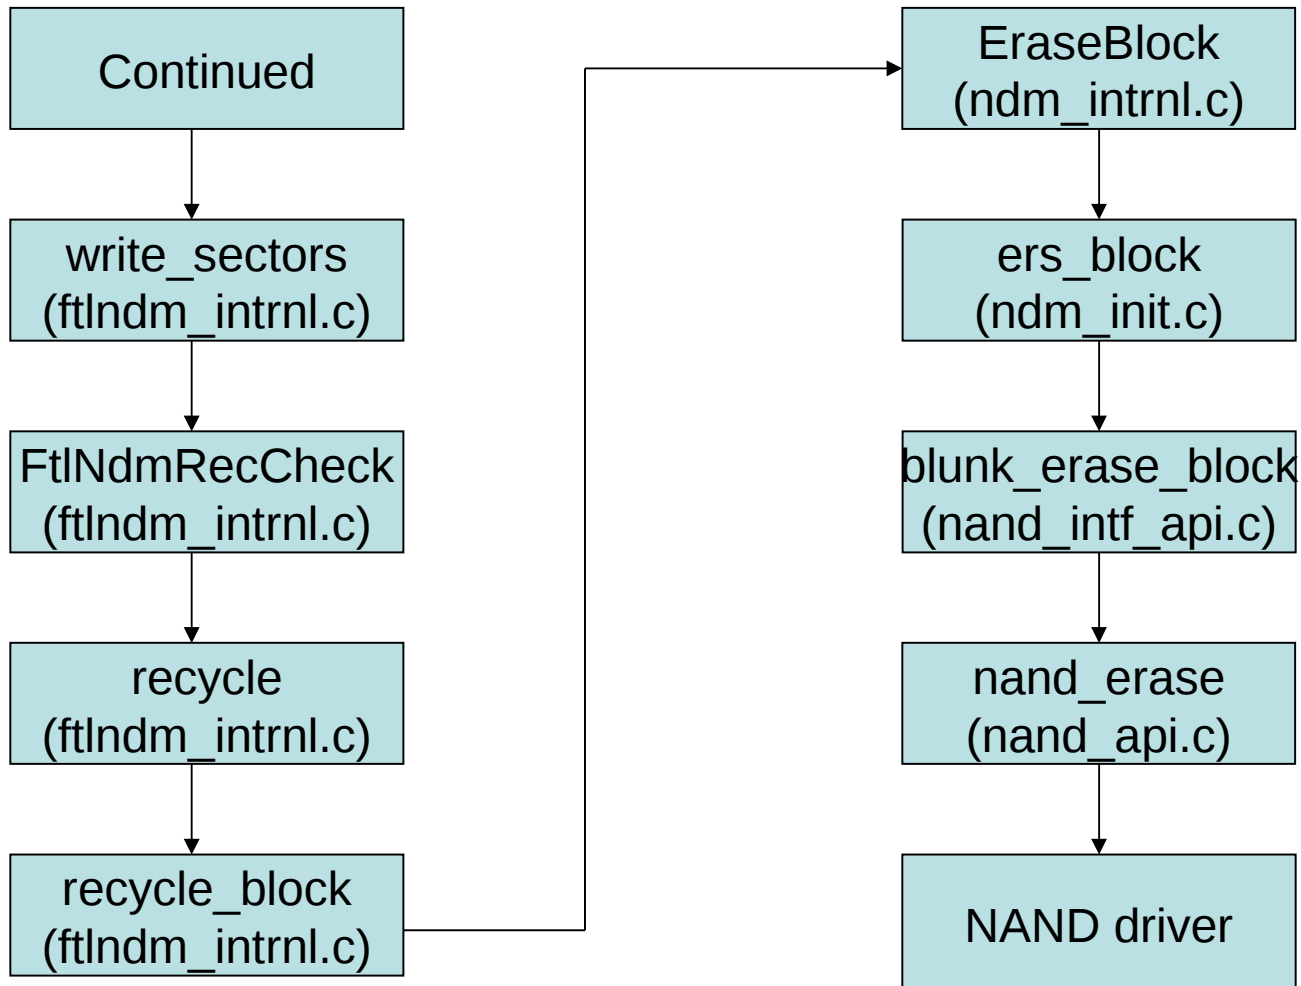 Continued
write_sectors
(ftlndm_intrnl.c)
FtlNdmRecCheck
(ftlndm_intrnl.c)
recycle
(ftlndm_intrnl.c)
recycle_block
(ftlndm_intrnl.c)
EraseBlock
(ndm_intrnl.c)
ers_block
(ndm_init.c)
blunk_erase_block
(nand_intf_api.c)
nand_erase
(nand_api.c)
NAND driver